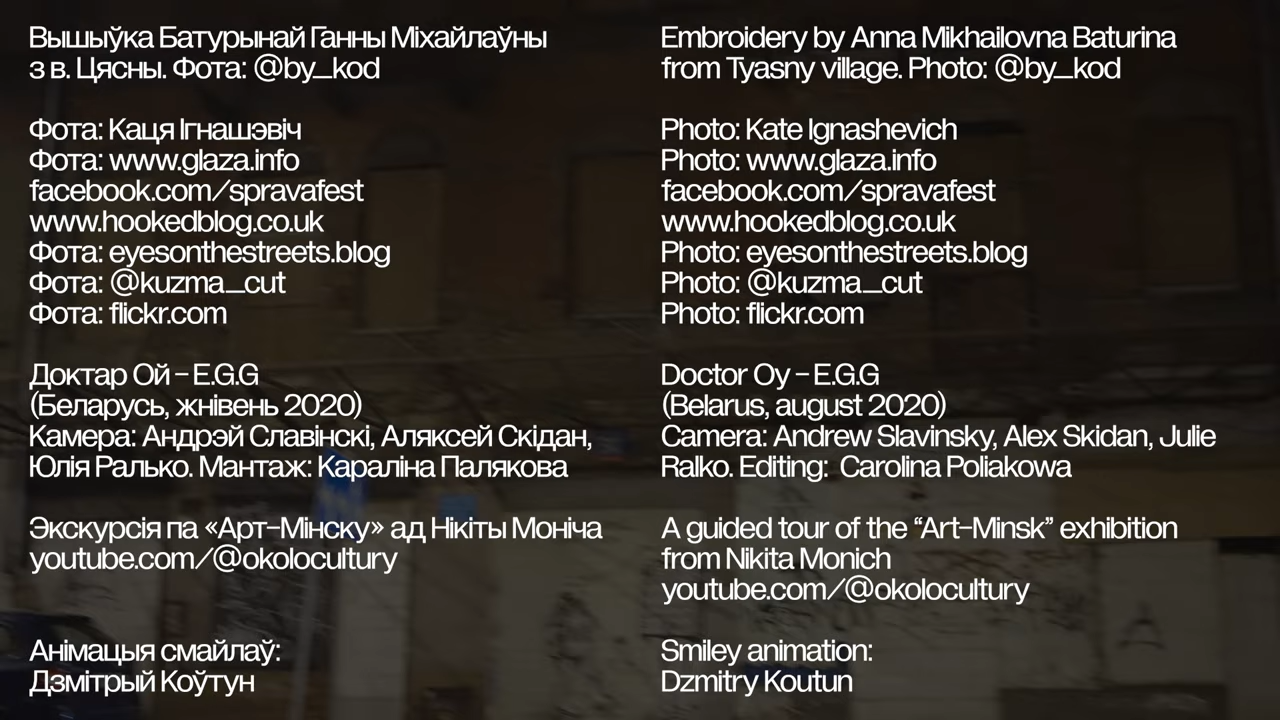 Вышыўка Батурынай Ганны Міхайлаўны
з в. Цясны. Фота: @by_kod
Фота: Каця Ігнашэвіч
Фота: www.glaza.info
facebook.com/spravafest
www.hookedblog.co.uk
Фота: eyesonthestreets.blog
Фота: @kuzma_cut
Фота: flickr.com
Доктар Ой – E.G.G
(Беларусь, жнівень 2020)
Камера: Андрэй Славінскі, Аляксей Скідан,
Юлія Ралько. Мантаж: Караліна Палякова
Экскурсія па «Арт-Мінску» ад Нікіты Моніча
youtube.com/@okolocultury
Анімацыя смайлаў:
Дзмітрый Коўтун
Embroidery by Anna Mikhailovna Baturina
from Tyasny village. Photo: @by_kod
Photo: Kate Ignashevich
Photo: www.glaza.info
facebook.com/spravafest
www.hookedblog.co.uk
Photo: eyesonthestreets.blog
Photo: @kuzma_cut
Photo: flickr.com
Doctor Oy – E.G.G
(Belarus, august 2020)
Camera: Andrew Slavinsky, Alex Skidan, Julie
Ralko. Editing: Carolina Poliakowa
A guided tour of the “Art-Minsk” exhibition
from Nikita Monich
youtube.com/@okolocultury
Smiley animation:
Dzmitry Koutun